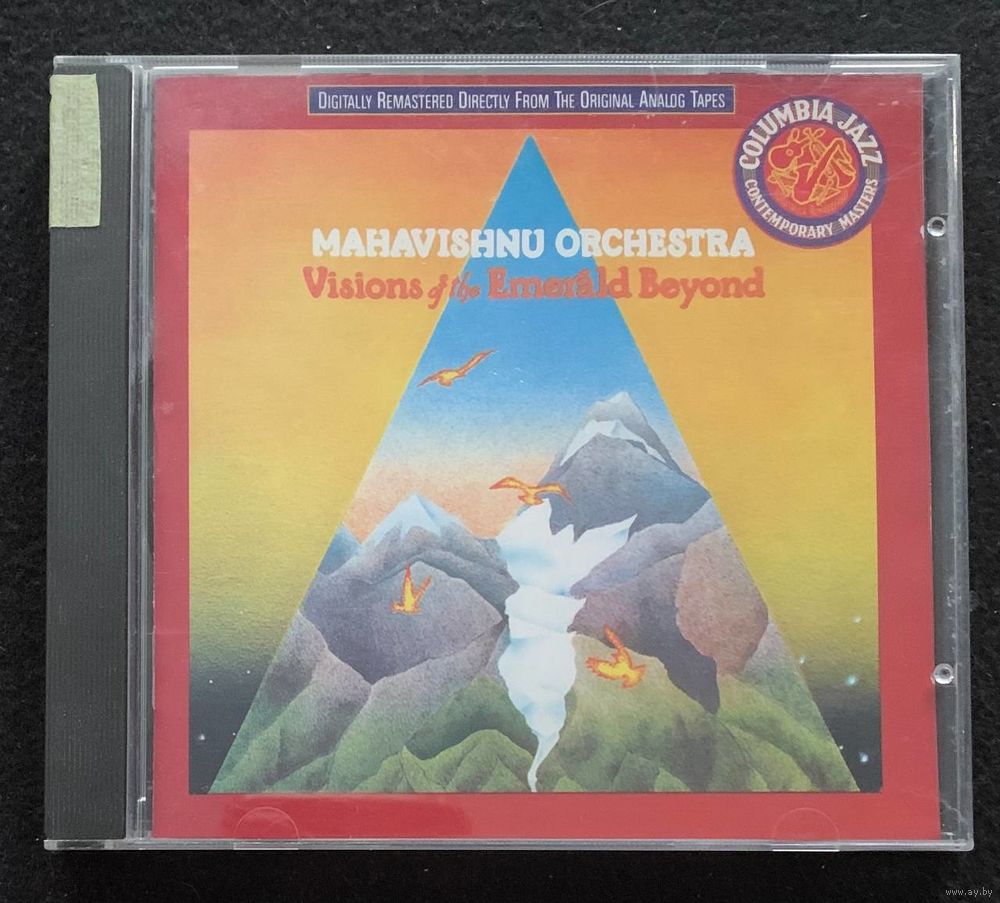 Digitally Remastered Directly From The Original Analog Tapes
COLUMBIA JAZZ
CONTEMPORARY MASTERS
MAHAVISHNU ORCHESTRA
Visions of the Emerald Beyond
www.ay.by